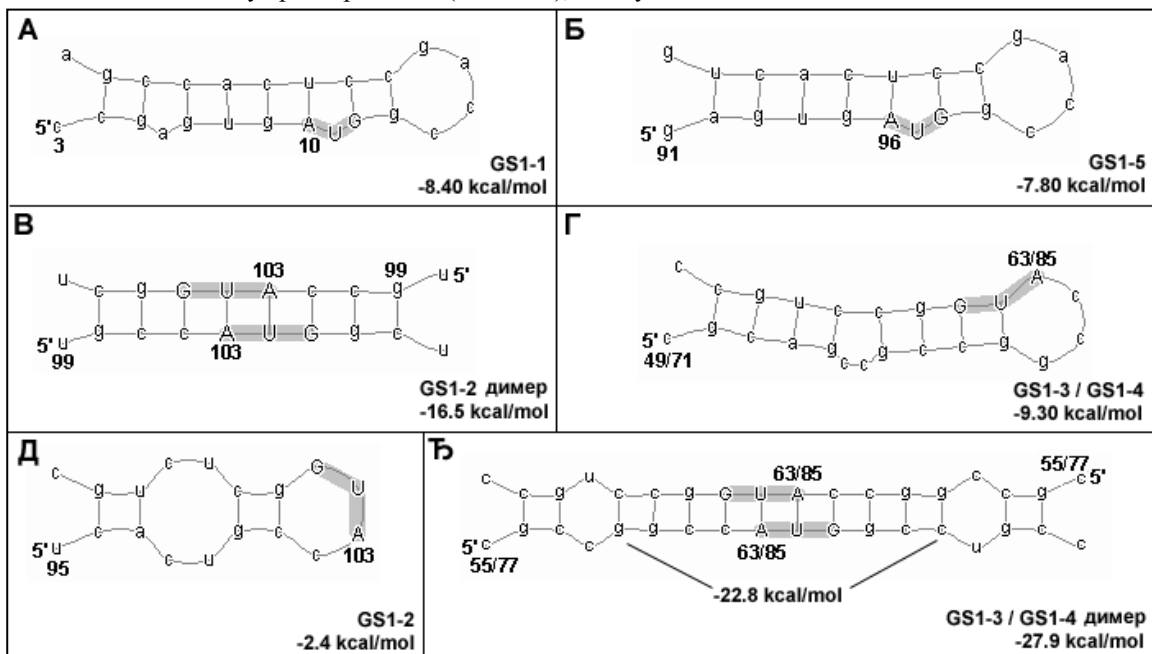 А
a g c c a c u c c g a c c
5' c c g a g u g A U G g c
3
10
GS1-1
-8.40 kcal/mol
Б
g u c a c u c c g a c c
5' g a g u g A U G g c
91
96
GS1-5
-7.80 kcal/mol
В
103
99
u c g G U A c c g u 5'
5' u g c c A U G g c u
99
103
GS1-2 димер
-16.5 kcal/mol
Г
63/85
c c g u c c g G U A c c
c g c a g c c g c c g g
49/71
GS1-3 / GS1-4
-9.30 kcal/mol
Д
c g u c u c g G U
5' U c a c u g c c A
95
103
GS1-2
-2.4 kcal/mol
Ђ
63/85
55/77
c c g u c c g G U A c c g g c c g c 5'
5' c g c c g g c c A U G g c c u g c c
55/77
63/85
-22.8 kcal/mol
GS1-3 / GS1-4 димер
-27.9 kcal/mol